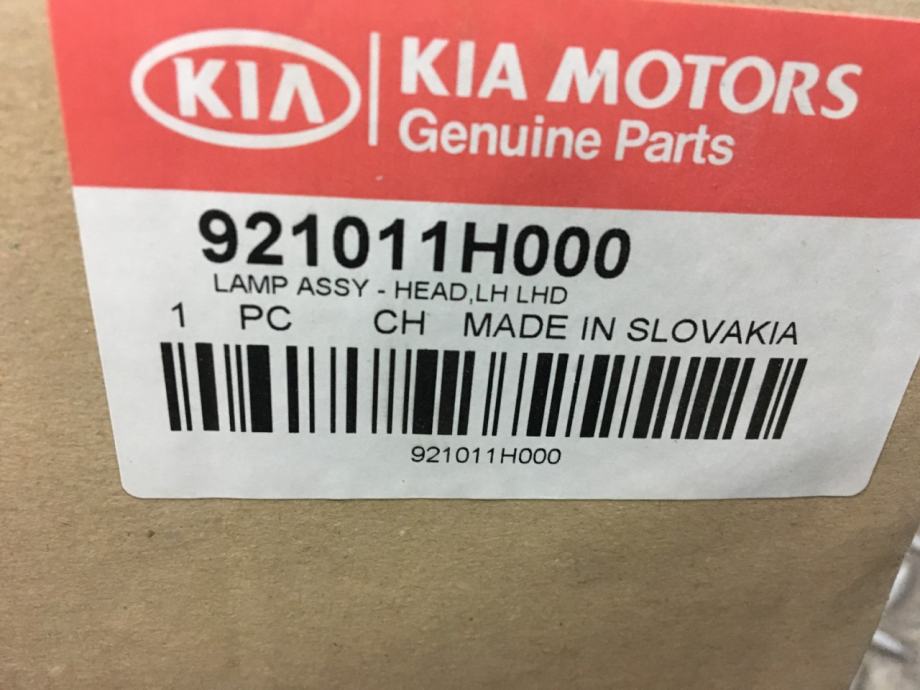 KIA
KIA MOTORS
Genuine Parts
921011H000
LAMP ASSY - HEAD,LH LHD
1 PC CH MADE IN SLOVAKIA
921011H000